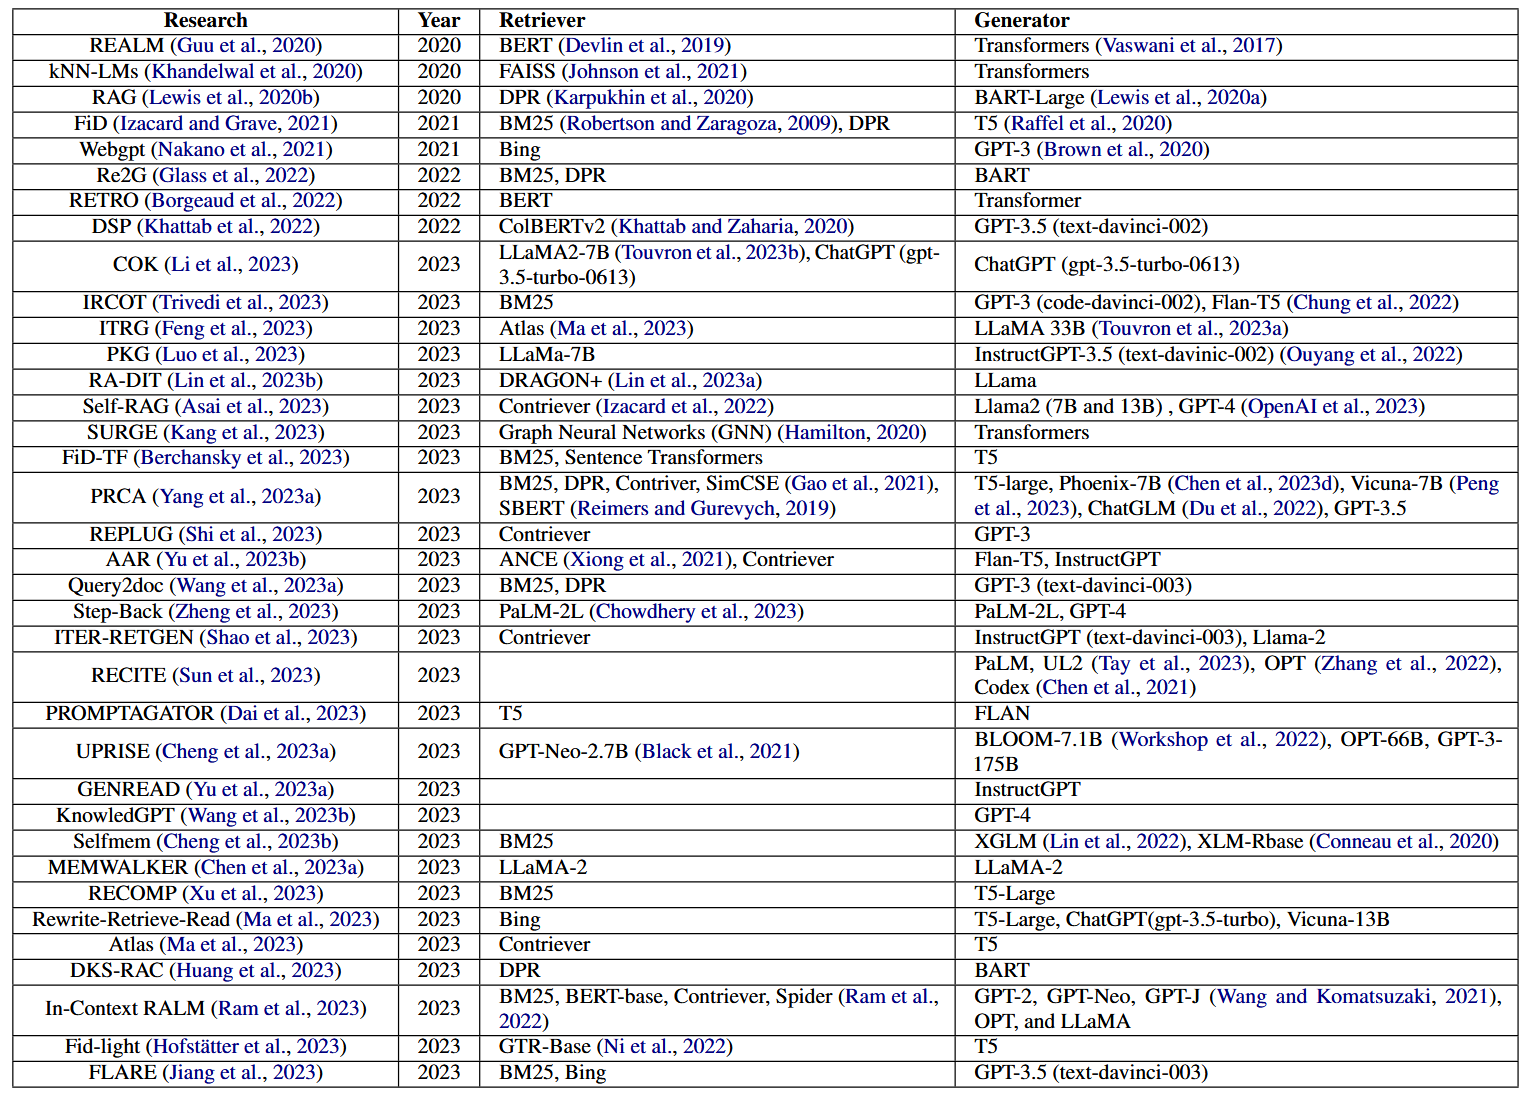 Research Year Retriever Generator
REALM (Guu et al., 2020) 2020 BERT (Devlin et al., 2019) Transformers (Vaswani et al., 2017)
kNN-LMs (Khandelwal et al., 2020) 2020 FAISS (Johnson et al., 2021) Transformers
RAG (Lewis et al., 2020b) 2020 DPR (Karpukhin et al., 2020) BART-Large (Lewis et al., 2020a)
FiD (Izacard and Grave, 2021) 2021 BM25 (Robertson and Zaragoza, 2009), DPR T5 (Raffel et al., 2020)
Webgpt (Nakano et al., 2021) 2021 Bing GPT-3 (Brown et al., 2020)
Re2G (Glass et al., 2022) 2022 BM25, DPR BART
RETRO (Borgeaud et al., 2022) 2022 BERT Transformer
DSP (Khattab et al., 2022) 2022 ColBERTv2 (Khattab and Zaharia, 2020) GPT-3.5 (text-davinci-002)
COK (Li et al., 2023) 2023 LLaMA2-7B (Touvron et al., 2023b), ChatGPT (gpt-
3.5-turbo-0613) ChatGPT (gpt-3.5-turbo-0613)
IRCOT (Trivedi et al., 2023) 2023 BM25 GPT-3 (code-davinci-002), Flan-T5 (Chung et al., 2022)
ITRG (Feng et al., 2023) 2023 Atlas (Ma et al., 2023) LLaMA 33B (Touvron et al., 2023a)
PKG (Luo et al., 2023) 2023 LLaMa-7B InstructGPT-3.5 (text-davinic-002) (Ouyang et al., 2022)
RA-DIT (Lin et al., 2023b) 2023 DRAGON+ (Lin et al., 2023a) LLama
Self-RAG (Asai et al., 2023) 2023 Contriever (Izacard et al., 2022) Llama2 (7B and 13B) , GPT-4 (OpenAI et al., 2023)
SURGE (Kang et al., 2023) 2023 Graph Neural Networks (GNN) (Hamilton, 2020) Transformers
FiD-TF (Berchansky et al., 2023) 2023 BM25, Sentence Transformers T5
PRCA (Yang et al., 2023a) 2023 BM25, DPR, Contriver, SimCSE (Gao et al., 2021),
SBERT (Reimers and Gurevych, 2019) T5-large, Phoenix-7B (Chen et al., 2023d), Vicuna-7B (Peng
et al., 2023), ChatGLM (Du et al., 2022), GPT-3.5
REPLUG (Shi et al., 2023) 2023 Contriever GPT-3
AAR (Yu et al., 2023b) 2023 ANCE (Xiong et al., 2021), Contriever Flan-T5, InstructGPT
Query2doc (Wang et al., 2023a) 2023 BM25, DPR GPT-3 (text-davinci-003)
Step-Back (Zheng et al., 2023) 2023 PaLM-2L (Chowdhery et al., 2023) PaLM-2L, GPT-4
ITER-RETGEN (Shao et al., 2023) 2023 Contriever InstructGPT (text-davinci-003), Llama-2
RECITE (Sun et al., 2023) 2023 PaLM, UL2 (Tay et al., 2023), OPT (Zhang et al., 2022),
Codex (Chen et al., 2021)
PROMPTAGATOR (Dai et al., 2023) 2023 T5 FLAN
UPRISE (Cheng et al., 2023a) 2023 GPT-Neo-2.7B (Black et al., 2021) BLOOM-7.1B (Workshop et al., 2022), OPT-66B, GPT-3-
175B
GENREAD (Yu et al., 2023a) 2023 InstructGPT
KnowledGPT (Wang et al., 2023b) 2023 GPT-4
Selfmem (Cheng et al., 2023b) 2023 BM25 XGLM (Lin et al., 2022), XLM-Rbase (Conneau et al., 2020)
MEMWALKER (Chen et al., 2023a) 2023 LLaMA-2 LLaMA-2
RECOMP (Xu et al., 2023) 2023 BM25 T5-Large
Rewrite-Retrieve-Read (Ma et al., 2023) 2023 Bing T5-Large, ChatGPT(gpt-3.5-turbo), Vicuna-13B
Atlas (Ma et al., 2023) 2023 Contriever T5
DKS-RAC (Huang et al., 2023) 2023 DPR BART
In-Context RALM (Ram et al., 2023) 2023 BM25, BERT-base, Contriever, Spider (Ram et al.,
2022) GPT-2, GPT-Neo, GPT-J (Wang and Komatsuzaki, 2021),
OPT, and LLaMA
Fid-light (Hofstätter et al., 2023) 2023 GTR-Base (Ni et al., 2022) T5
FLARE (Jiang et al., 2023) 2023 BM25, Bing GPT-3.5 (text-davinci-003)